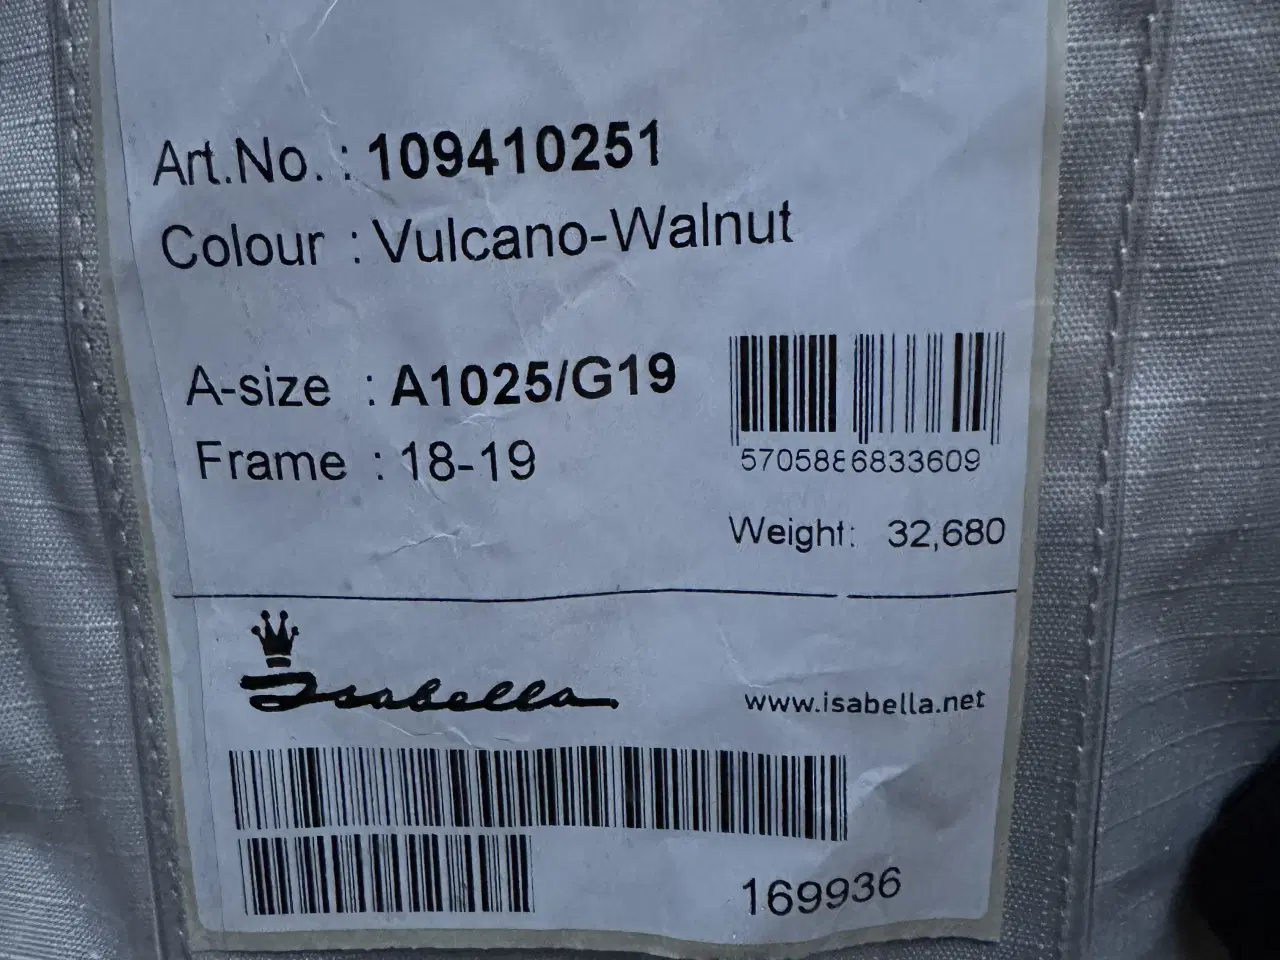 Art.No. : 109410251
Colour : Vulcano-Walnut
A-size : A1025/G19
Frame : 18-19
5705886833609
Weight: 32,680
Isabella
www.isabella.net
169936